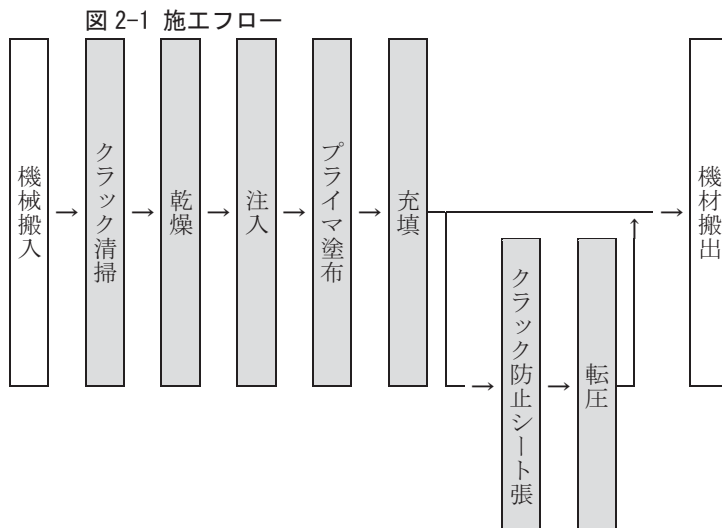 図 2-1 施工フロー
機械搬入
→
クラック清掃
→
乾燥
→
注入
→
プライマ塗布
→
充填
→
機材搬出
→
クラック防止シート張
→
転圧